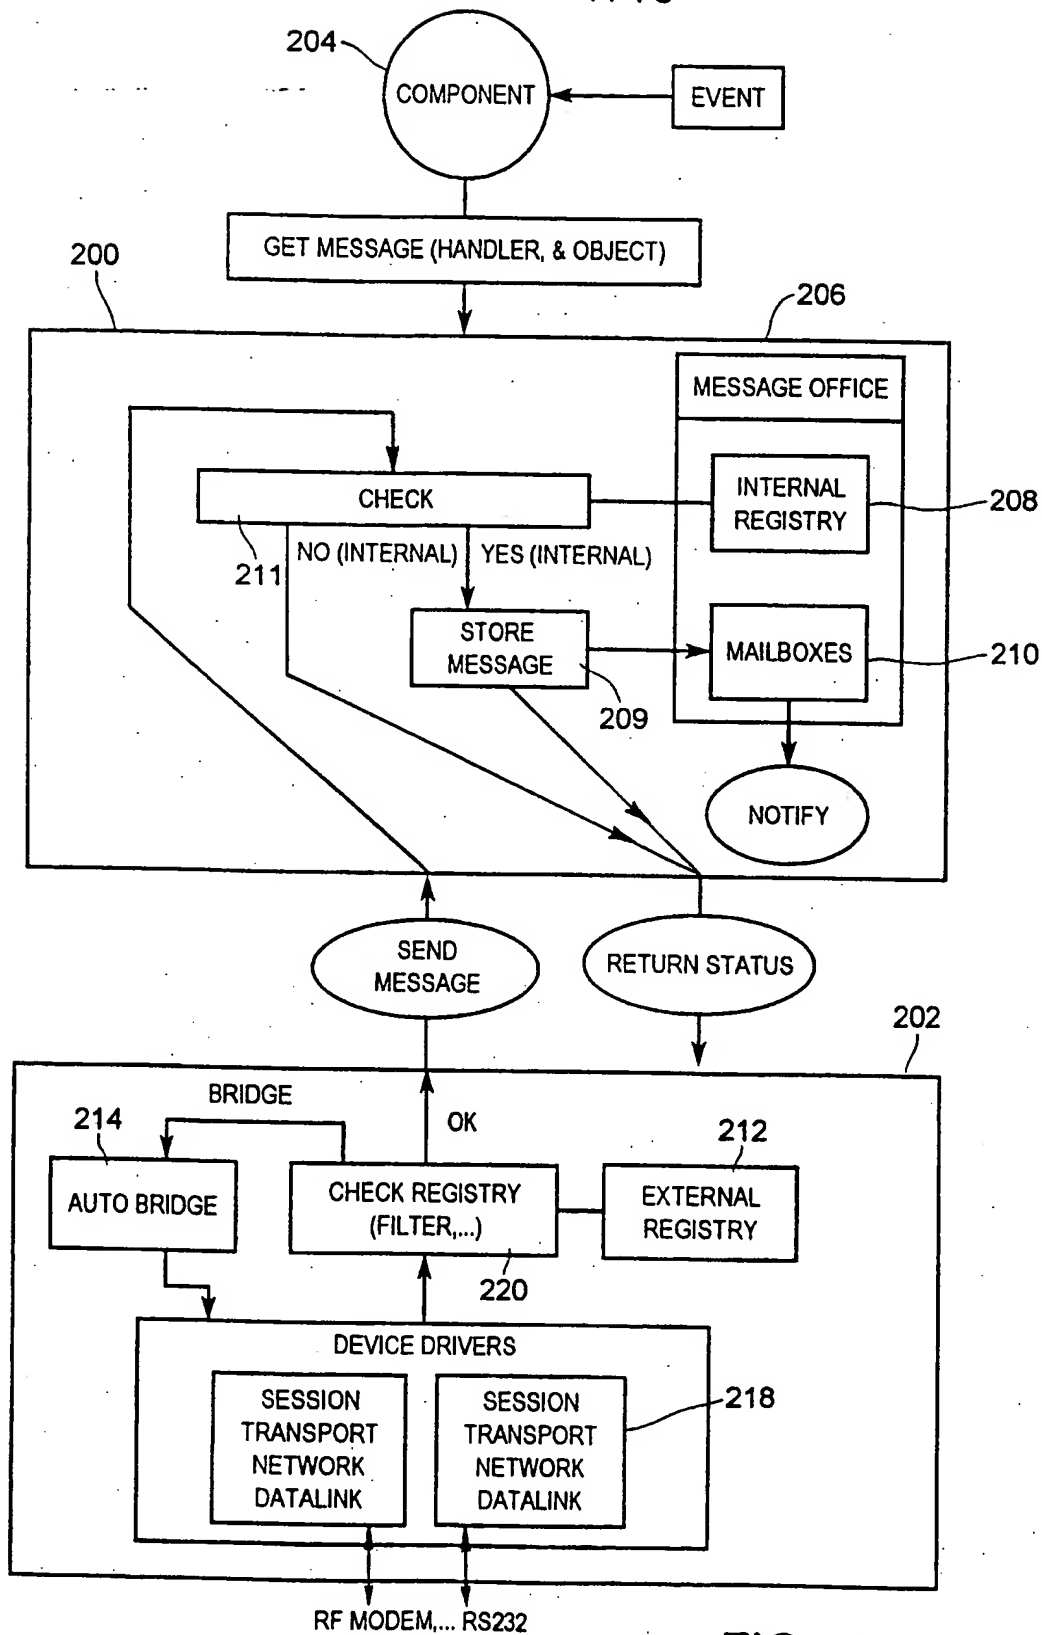 204
COMPONENT
EVENT
GET MESSAGE (HANDLER, & OBJECT)
200
206
MESSAGE OFFICE
CHECK
INTERNAL
REGISTRY
208
211
NO (INTERNAL)
YES (INTERNAL)
STORE
MESSAGE
209
MAILBOXES
210
NOTIFY
SEND
MESSAGE
RETURN STATUS
202
BRIDGE
OK
214
212
AUTO BRIDGE
CHECK REGISTRY
(FILTER,...)
EXTERNAL
REGISTRY
220
DEVICE DRIVERS
SESSION
TRANSPORT
NETWORK
DATALINK
SESSION
TRANSPORT
NETWORK
DATALINK
218
RF MODEM,... RS232